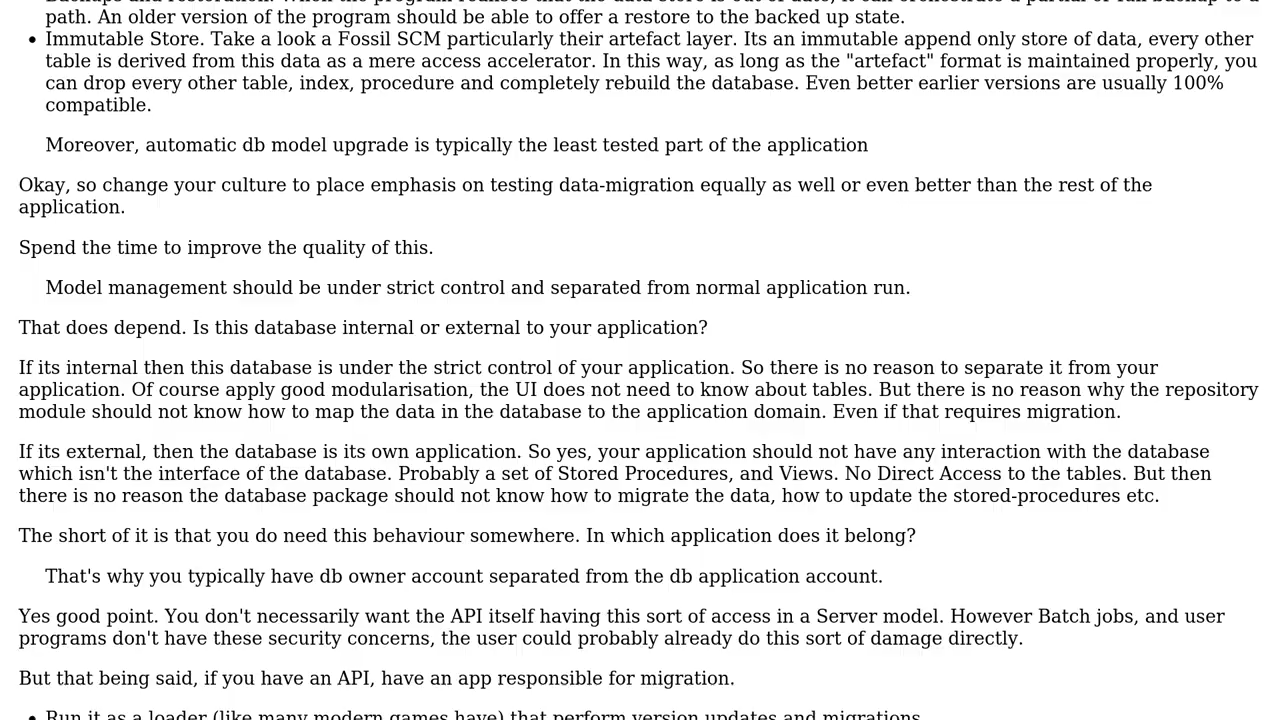 path. An older version of the program should be able to offer a restore to the backed up state.
• Immutable Store. Take a look a Fossil SCM particularly their artefact layer. Its an immutable append only store of data, every other
table is derived from this data as a mere access accelerator. In this way, as long as the "artefact" format is maintained properly, you
can drop every other table, index, procedure and completely rebuild the database. Even better earlier versions are usually 100%
compatible.
Moreover, automatic db model upgrade is typically the least tested part of the application
Okay, so change your culture to place emphasis on testing data-migration equally as well or even better than the rest of the
application.
Spend the time to improve the quality of this.
Model management should be under strict control and separated from normal application run.
That does depend. Is this database internal or external to your application?
If its internal then this database is under the strict control of your application. So there is no reason to separate it from your
application. Of course apply good modularisation, the UI does not need to know about tables. But there is no reason why the repository
module should not know how to map the data in the database to the application domain. Even if that requires migration.
If its external, then the database is its own application. So yes, your application should not have any interaction with the database
which isn't the interface of the database. Probably a set of Stored Procedures, and Views. No Direct Access to the tables. But then
there is no reason the database package should not know how to migrate the data, how to update the stored-procedures etc.
The short of it is that you do need this behaviour somewhere. In which application does it belong?
That's why you typically have db owner account separated from the db application account.
Yes good point. You don't necessarily want the API itself having this sort of access in a Server model. However Batch jobs, and user
programs don't have these security concerns, the user could probably already do this sort of damage directly.
But that being said, if you have an API, have an app responsible for migration.
• Run it as a loader (like many modern games have) that perform version updates and migrations